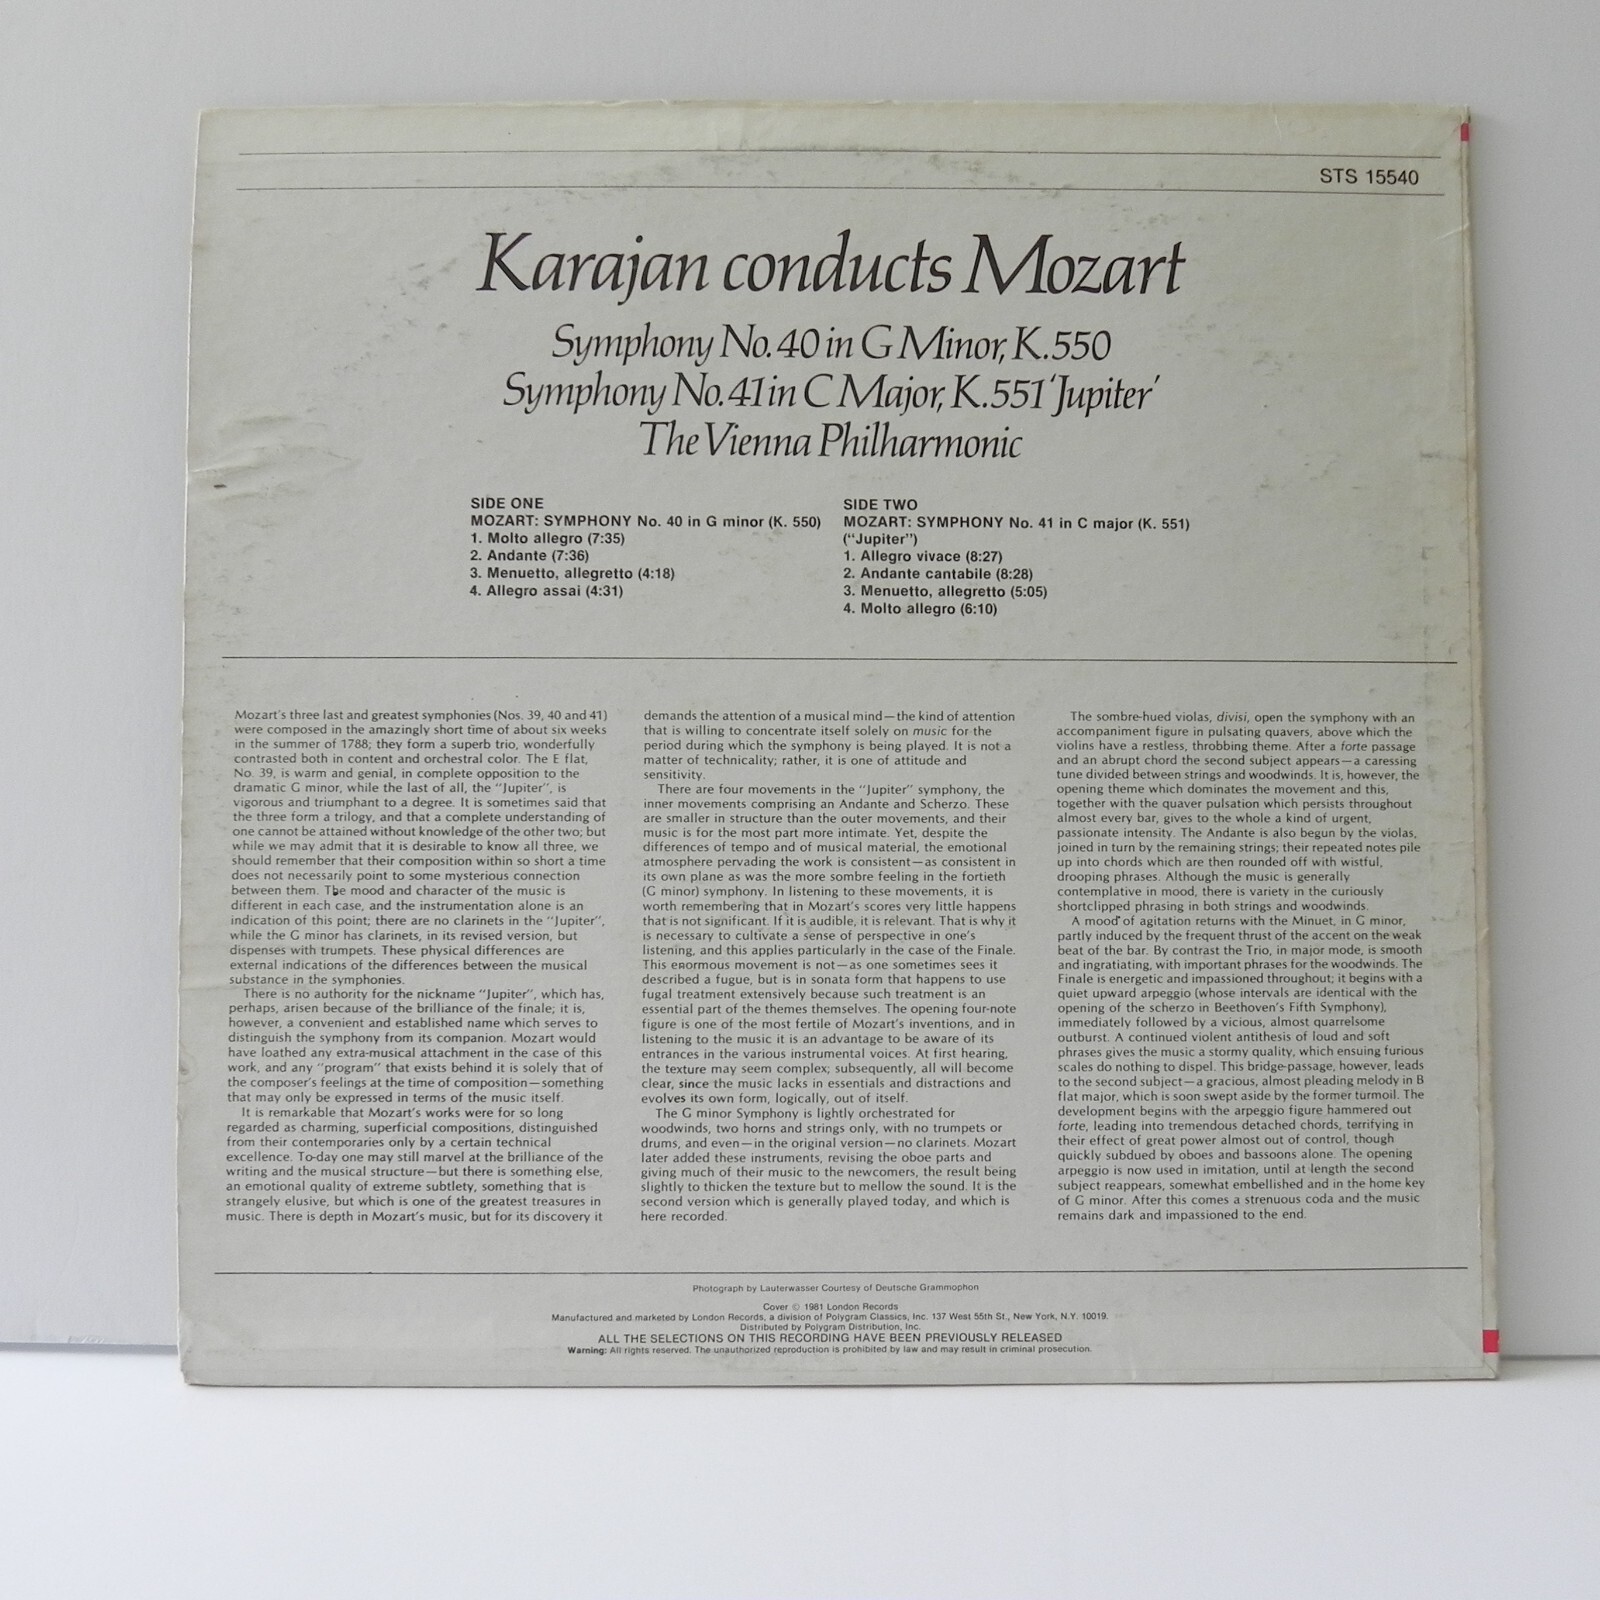 STS 15540
Karajan conducts Mozart
Symphony No. 40 in G Minor, K.550
Symphony No. 41 in C Major, K.551 'Jupiter'
The Vienna Philharmonic
SIDE ONE
MOZART: SYMPHONY No. 40 in G minor (K. 550)
1. Molto allegro (7:35)
2. Andante (7:36)
3. Menuetto, allegretto (4:18)
4. Allegro assai (4:31)
SIDE TWO
MOZART: SYMPHONY No. 41 in C major (K. 551)
("Jupiter")
1. Allegro vivace (8:27)
2. Andante cantabile (8:28)
3. Menuetto, allegretto (5:05)
4. Molto allegro (6:10)
Mozart's three last and greatest symphonies (Nos. 39, 40 and 41)
were composed in the amazingly short time of about six weeks
in the summer of 1788; they form a superb trio, wonderfully
contrasted both in content and orchestral color. The E flat,
No. 39, is warm and genial, in complete opposition to the
dramatic G minor, while the last of all, the "Jupiter", is
vigorous and triumphant to a degree. It is sometimes said that
the three form a trilogy, and that a complete understanding of
one cannot be attained without knowledge of the other two; but
while we may admit that it is desirable to know all three, we
should remember that their composition within so short a time
does not necessarily point to some mysterious connection
between them. The mood and character of the music is
different in each case, and the instrumentation alone is an
indication of this point; there are no clarinets in the "Jupiter",
while the G minor has clarinets, in its revised version, but
dispenses with trumpets. These physical differences are
external indications of the differences between the musical
substance in the symphonies.
There is no authority for the nickname "Jupiter", which has,
perhaps, arisen because of the brilliance of the finale; it is,
however, a convenient and established name which serves to
distinguish the symphony from its companion. Mozart would
have loathed any extra-musical attachment in the case of this
work, and any "program" that exists behind it is solely that of
the composer's feelings at the time of composition—something
that may only be expressed in terms of the music itself.
It is remarkable that Mozart's works were for so long
regarded as charming, superficial compositions, distinguished
from their contemporaries only by a certain technical
excellence. To-day one may still marvel at the brilliance of the
writing and the musical structure—but there is something else,
an emotional quality of extreme subtlety, something that is
strangely elusive, but which is one of the greatest treasures in
music. There is depth in Mozart's music, but for its discovery it
demands the attention of a musical mind—the kind of attention
that is willing to concentrate itself solely on music for the
period during which the symphony is being played. It is not a
matter of technicality; rather, it is one of attitude and
sensitivity.
There are four movements in the "Jupiter" symphony, the
inner movements comprising an Andante and Scherzo. These
are smaller in structure than the outer movements, and their
music is for the most part more intimate. Yet, despite the
differences of tempo and of musical material, the emotional
atmosphere pervading the work is consistent—as consistent in
its own plane as was the more sombre feeling in the fortieth
(G minor) symphony. In listening to these movements, it is
worth remembering that in Mozart's scores very little happens
that is not significant. If it is audible, it is relevant. That is why it
is necessary to cultivate a sense of perspective in one's
listening, and this applies particularly in the case of the Finale.
This enormous movement is not—as one sometimes sees it
described a fugue, but is in sonata form that happens to use
fugal treatment extensively because such treatment is an
essential part of the themes themselves. The opening four-note
figure is one of the most fertile of Mozart's inventions, and in
listening to the music it is an advantage to be aware of its
entrances in the various instrumental voices. At first hearing,
the texture may seem complex; subsequently, all will become
clear, since the music lacks in essentials and distractions and
evolves its own form, logically, out of itself.
The G minor Symphony is lightly orchestrated for
woodwinds, two horns and strings only, with no trumpets or
drums, and even—in the original version—no clarinets. Mozart
later added these instruments, revising the oboe parts and
giving much of their music to the newcomers, the result being
slightly to thicken the texture but to mellow the sound. It is the
second version which is generally played today, and which is
here recorded.
The sombre-hued violas, divisi, open the symphony with an
accompaniment figure in pulsating quavers, above which the
violins have a restless, throbbing theme. After a forte passage
and an abrupt chord the second subject appears—a caressing
tune divided between strings and woodwinds. It is, however, the
opening theme which dominates the movement and this,
together with the quaver pulsation which persists throughout
almost every bar, gives to the whole a kind of urgent,
passionate intensity. The Andante is also begun by the violas,
joined in turn by the remaining strings; their repeated notes pile
up into chords which are then rounded off with wistful,
drooping phrases. Although the music is generally
contemplative in mood, there is variety in the curiously
shortclipped phrasing in both strings and woodwinds.
A mood of agitation returns with the Minuet, in G minor,
partly induced by the frequent thrust of the accent on the weak
beat of the bar. By contrast the Trio, in major mode, is smooth
and ingratiating, with important phrases for the woodwinds. The
Finale is energetic and impassioned throughout; it begins with a
quiet upward arpeggio (whose intervals are identical with the
opening of the scherzo in Beethoven's Fifth Symphony),
immediately followed by a vicious, almost quarrelsome
outburst. A continued violent antithesis of loud and soft
phrases gives the music a stormy quality, which ensuing furious
scales do nothing to dispel. This bridge-passage, however, leads
to the second subject—a gracious, almost pleading melody in B
flat major, which is soon swept aside by the former turmoil. The
development begins with the arpeggio figure hammered out
forte, leading into tremendous detached chords, terrifying in
their effect of great power almost out of control, though
quickly subdued by oboes and bassoons alone. The opening
arpeggio is now used in imitation, until at length the second
subject reappears, somewhat embellished and in the home key
of G minor. After this comes a strenuous coda and the music
remains dark and impassioned to the end.
Photograph by Lauterwasser Courtesy of Deutsche Grammophon
Cover © 1981 London Records
Manufactured and marketed by London Records, a division of Polygram Classics, Inc. 137 West 55th St., New York, N.Y. 10019.
Distributed by Polygram Distribution, Inc.
ALL THE SELECTIONS ON THIS RECORDING HAVE BEEN PREVIOUSLY RELEASED
Warning: All rights reserved. The unauthorized reproduction is prohibited by law and may result in criminal prosecution.